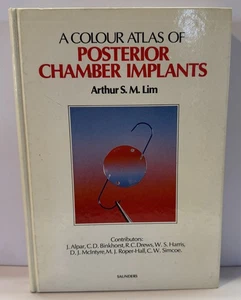 A COLOUR ATLAS OF
POSTERIOR
CHAMBER IMPLANTS
Arthur S. M. Lim
Contributors:
J. Alpar, C. D. Binkhorst, R. C. Drews, W. S. Harris,
D. J. McIntyre, M. J. Roper-Hall, C. W. Simcoe.
SAUNDERS